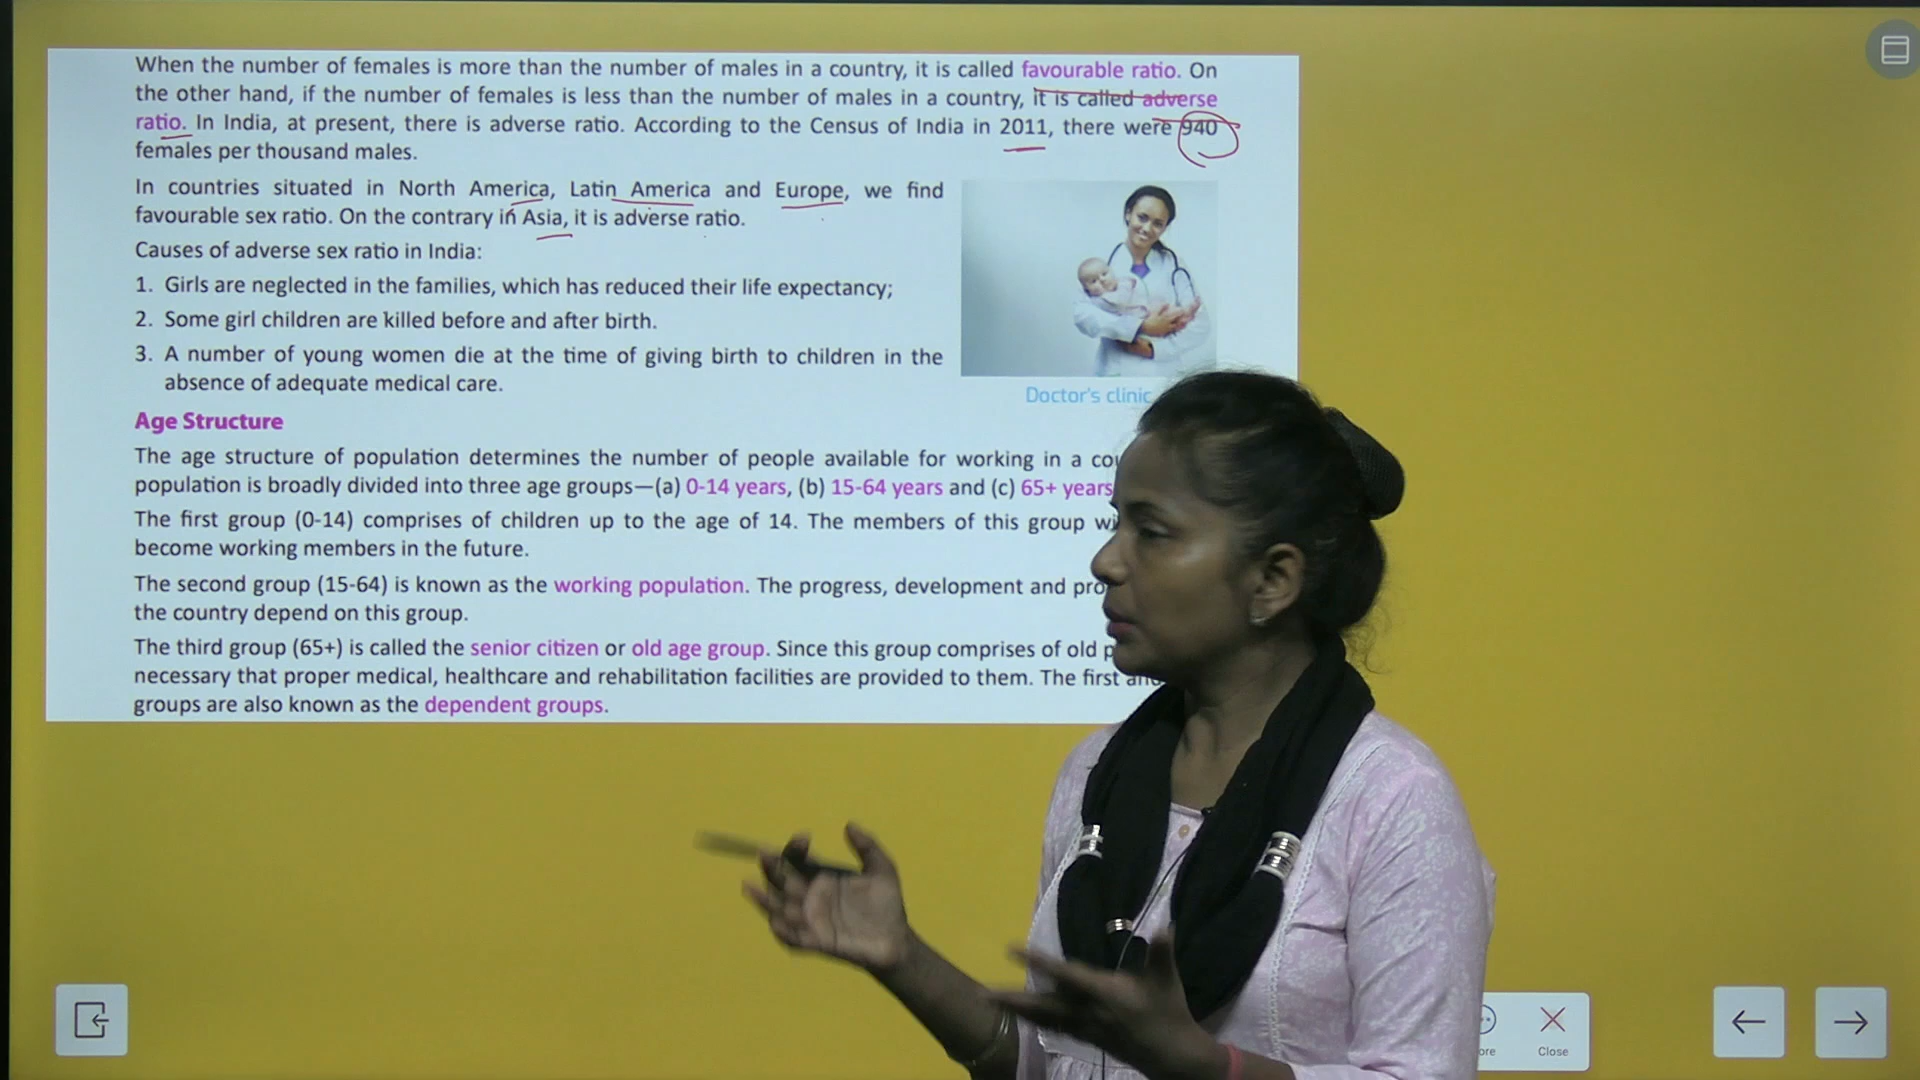 When the number of females is more than the number of males in a country, it is called favourable ratio. On
the other hand, if the number of females is less than the number of males in a country, it is called adverse
ratio. In India, at present, there is adverse ratio. According to the Census of India in 2011, there were 940
females per thousand males.
In countries situated in North America, Latin America and Europe, we find
favourable sex ratio. On the contrary in Asia, it is adverse ratio.
Causes of adverse sex ratio in India:
1. Girls are neglected in the families, which has reduced their life expectancy;
2. Some girl children are killed before and after birth.
3. A number of young women die at the time of giving birth to children in the
absence of adequate medical care.
Doctor's clinic
Age Structure
The age structure of population determines the number of people available for working in a
population is broadly divided into three age groups—(a) 0-14 years, (b) 15-64 years and (c) 65+ years
The first group (0-14) comprises of children up to the age of 14. The members of this group
become working members in the future.
The second group (15-64) is known as the working population. The progress, development and
the country depend on this group.
The third group (65+) is called the senior citizen or old age group. Since this group comprises of old
necessary that proper medical, healthcare and rehabilitation facilities are provided to them. The first
groups are also known as the dependent groups.
Close